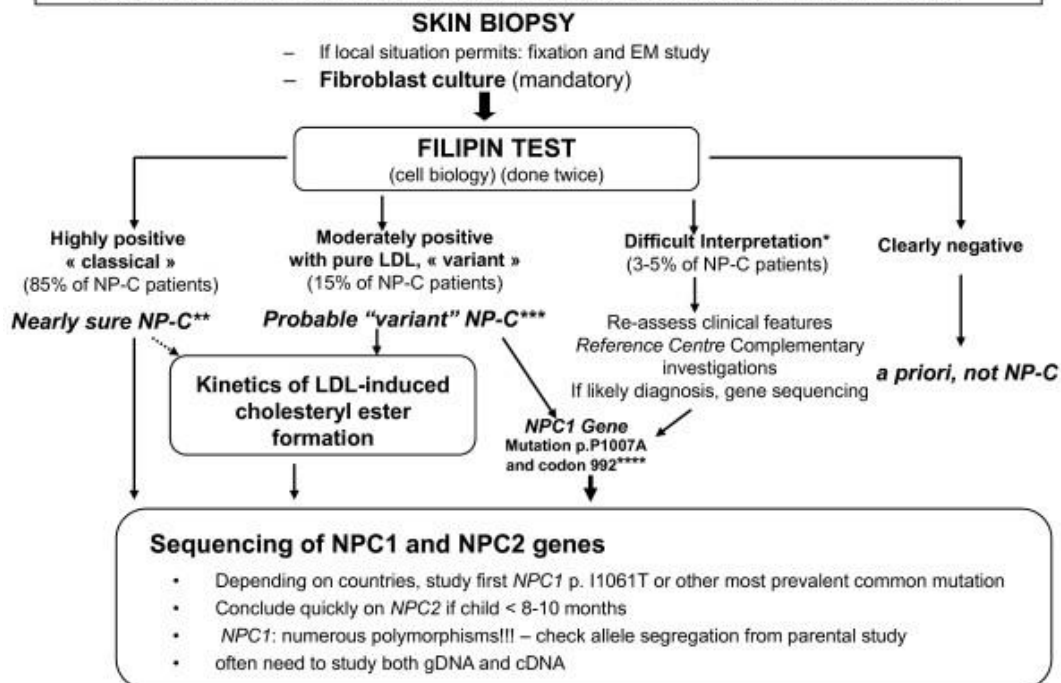 SKIN BIOPSY
– If local situation permits: fixation and EM study
– Fibroblast culture (mandatory)
FILIPIN TEST
(cell biology) (done twice)
Highly positive
« classical »
(85% of NP-C patients)
Nearly sure NP-C**
Moderately positive
with pure LDL, « variant »
(15% of NP-C patients)
Probable “variant” NP-C***
Difficult Interpretation*
(3-5% of NP-C patients)
Re-assess clinical features
Reference Centre Complementary
investigations
If likely diagnosis, gene sequencing
Clearly negative
a priori, not NP-C
Kinetics of LDL-induced
cholesteryl ester
formation
NPC1 Gene
Mutation p.P1007A
and codon 992****
Sequencing of NPC1 and NPC2 genes
• Depending on countries, study first NPC1 p. I1061T or other most prevalent common mutation
• Conclude quickly on NPC2 if child < 8-10 months
• NPC1: numerous polymorphisms!!! – check allele segregation from parental study
• often need to study both gDNA and cDNA